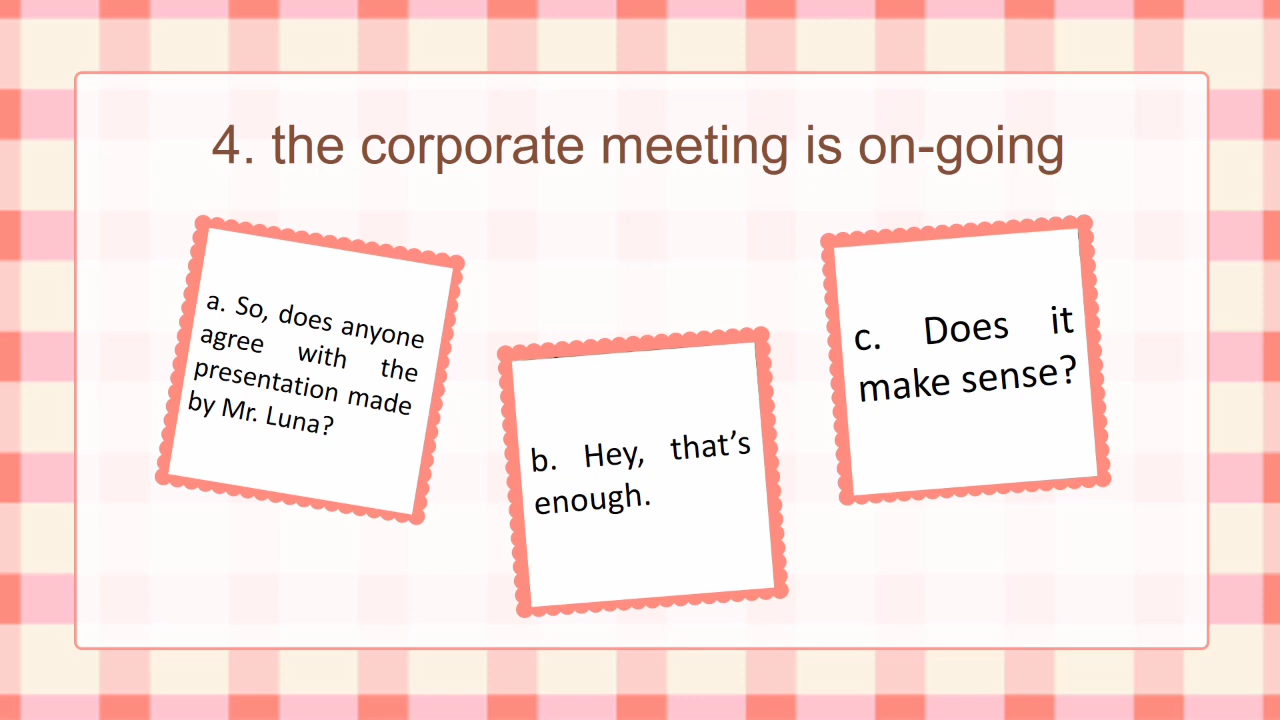 4. the corporate meeting is on-going
a. So, does anyone
agree with the
presentation made
by Mr. Luna?
b. Hey, that’s
enough.
c. Does it
make sense?